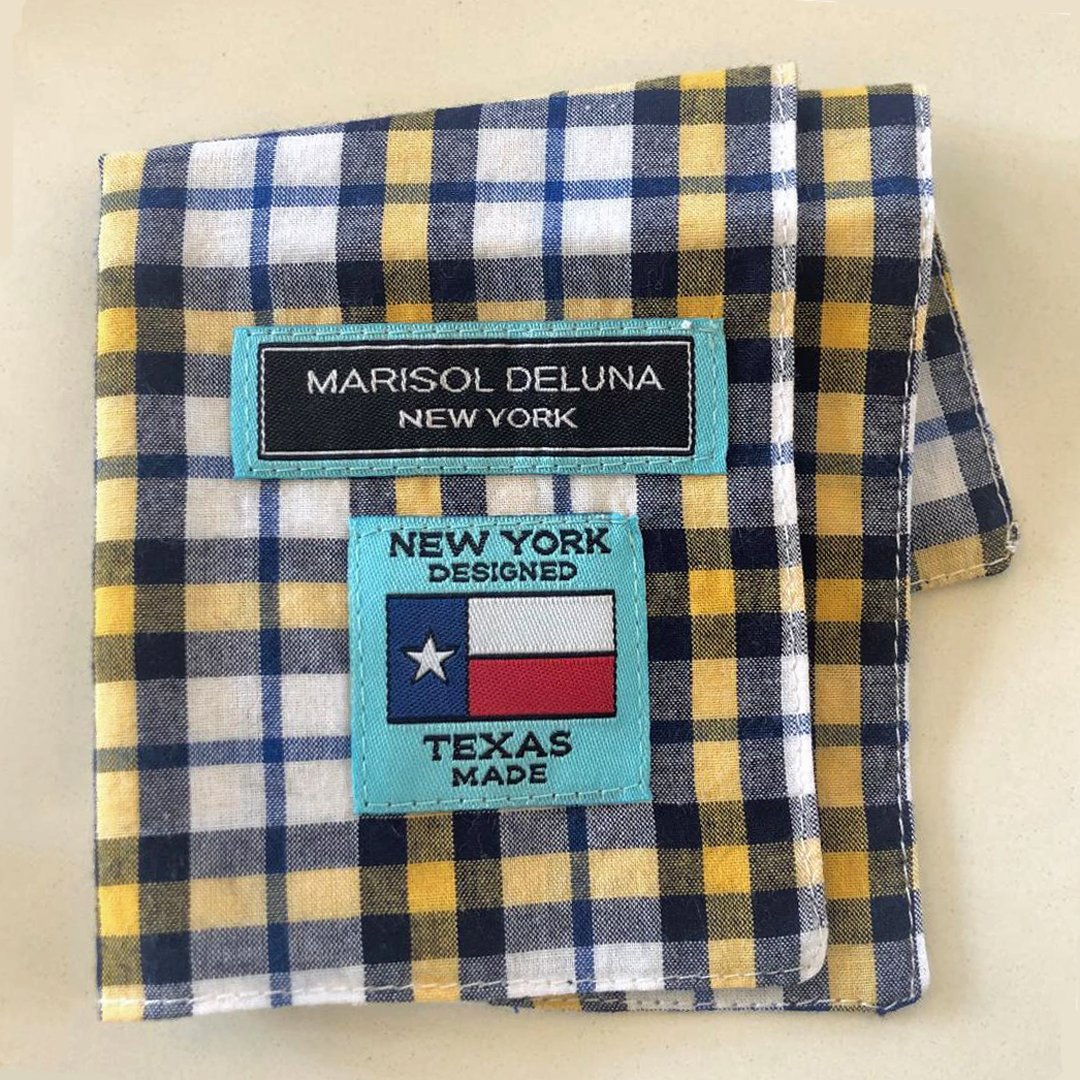 MARISOL DELUNA
NEW YORK
NEW YORK
DESIGNED
TEXAS
MADE